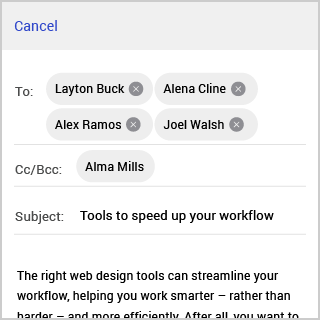 Cancel
To: Layton Buck Alena Cline
Alex Ramos Joel Walsh
Cc/Bcc: Alma Mills
Subject: Tools to speed up your workflow
The right web design tools can streamline your
workflow, helping you work smarter – rather than
harder – and more efficiently. After all, you want to